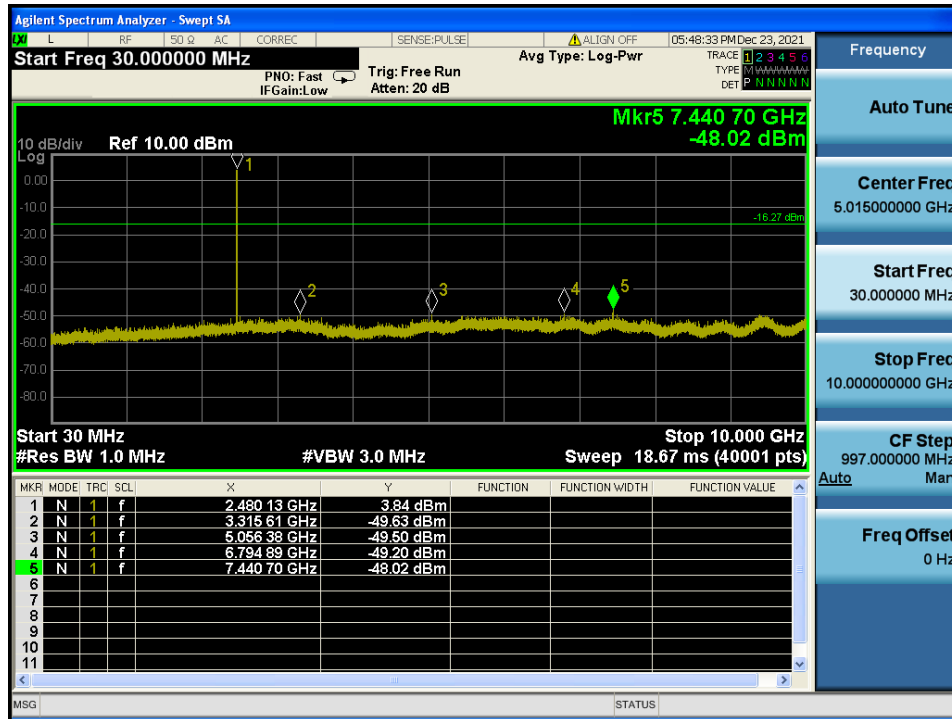 Agilent Spectrum Analyzer - Swept SA
LXI L RF 50 Ω AC CORREC SENSE:PULSE ALIGN OFF 05:48:33 PM Dec 23, 2021
Start Freq 30.000000 MHz
PNO: Fast
IFGain:Low
Trig: Free Run
Atten: 20 dB
Avg Type: Log-Pwr
TRACE 1 2 3 4 5 6
TYPE M
DET P N N N N N
Mkr5 7.440 70 GHz
-48.02 dBm
10 dB/div Ref 10.00 dBm
Log
0.00
-10.0
-20.0
-30.0
-40.0
-50.0
-60.0
-70.0
-80.0
-16.27 dBm
1
2
3
4
5
Start 30 MHz Stop 10.000 GHz
#Res BW 1.0 MHz #VBW 3.0 MHz Sweep 18.67 ms (40001 pts)
MKR MODE TRC SCL X Y FUNCTION FUNCTION WIDTH FUNCTION VALUE
1 N 1 f 2.480 13 GHz 3.84 dBm
2 N 1 f 3.315 61 GHz -49.63 dBm
3 N 1 f 5.056 38 GHz -49.50 dBm
4 N 1 f 6.794 89 GHz -49.20 dBm
5 N 1 f 7.440 70 GHz -48.02 dBm
6
7
8
9
10
11
MSG STATUS
Frequency
Auto Tune
Center Freq
5.015000000 GHz
Start Freq
30.000000 MHz
Stop Freq
10.000000000 GHz
CF Step
997.000000 MHz
Auto Man
Freq Offset
0 Hz